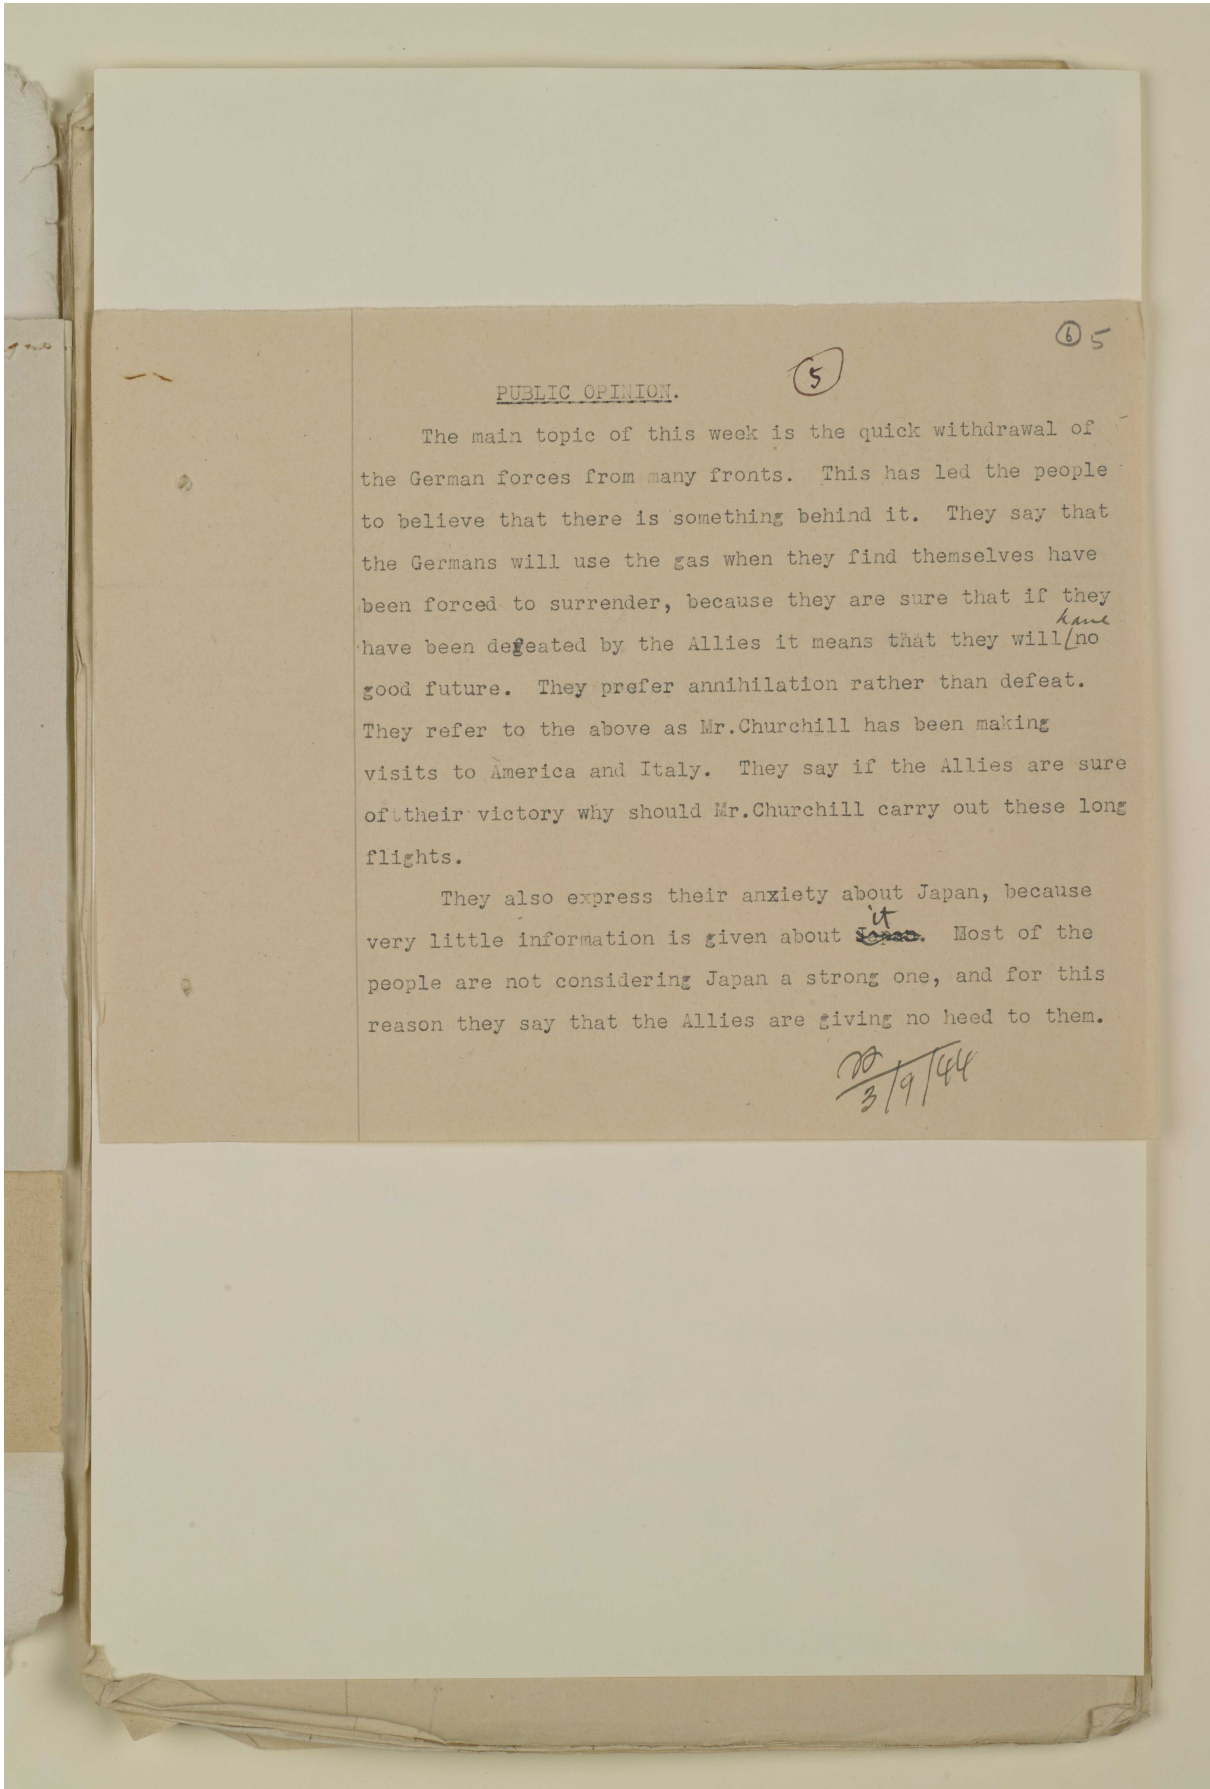 6 5
5
PUBLIC OPINION.
The main topic of this week is the quick withdrawal of
the German forces from many fronts. This has led the people
to believe that there is something behind it. They say that
the Germans will use the gas when they find themselves have
been forced to surrender, because they are sure that if they
have
have been defeated by the Allies it means that they will no
good future. They prefer annihilation rather than defeat.
They refer to the above as Mr.Churchill has been making
visits to America and Italy. They say if the Allies are sure
of their victory why should Mr.Churchill carry out these long
flights.
They also express their anxiety about Japan, because
it
very little information is given about Japan. Most of the
people are not considering Japan a strong one, and for this
reason they say that the Allies are giving no heed to them.
3/9/44